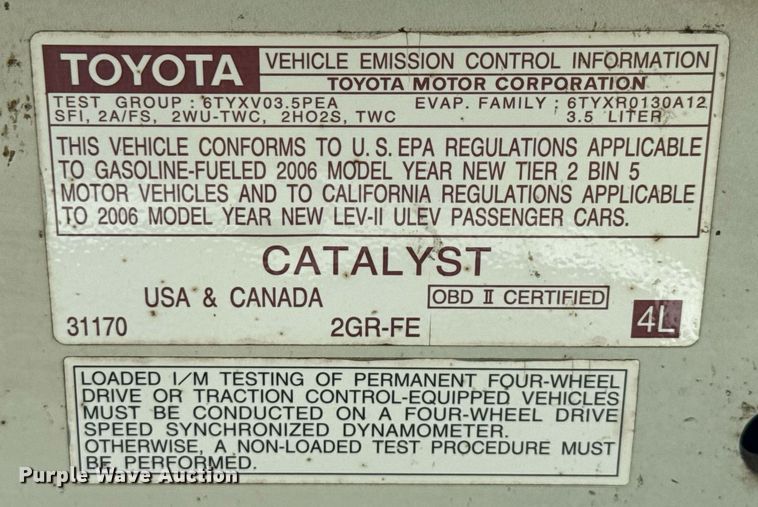 TOYOTA
VEHICLE EMISSION CONTROL INFORMATION
TOYOTA MOTOR CORPORATION
TEST GROUP : 6TYXV03.5PEA EVAP. FAMILY : 6TYXR0130A12
SFI, 2A/FS, 2WU-TWC, 2HO2S, TWC 3.5 LITER
THIS VEHICLE CONFORMS TO U.S. EPA REGULATIONS APPLICABLE
TO GASOLINE-FUELED 2006 MODEL YEAR NEW TIER 2 BIN 5
MOTOR VEHICLES AND TO CALIFORNIA REGULATIONS APPLICABLE
TO 2006 MODEL YEAR NEW LEV-II ULEV PASSENGER CARS.
CATALYST
USA & CANADA OBD II CERTIFIED
31170 2GR-FE 4L
LOADED I/M TESTING OF PERMANENT FOUR-WHEEL
DRIVE OR TRACTION CONTROL-EQUIPPED VEHICLES
MUST BE CONDUCTED ON A FOUR-WHEEL DRIVE
SPEED SYNCHRONIZED DYNAMOMETER.
OTHERWISE, A NON-LOADED TEST PROCEDURE MUST
BE PERFORMED.
Purple Wave Auction